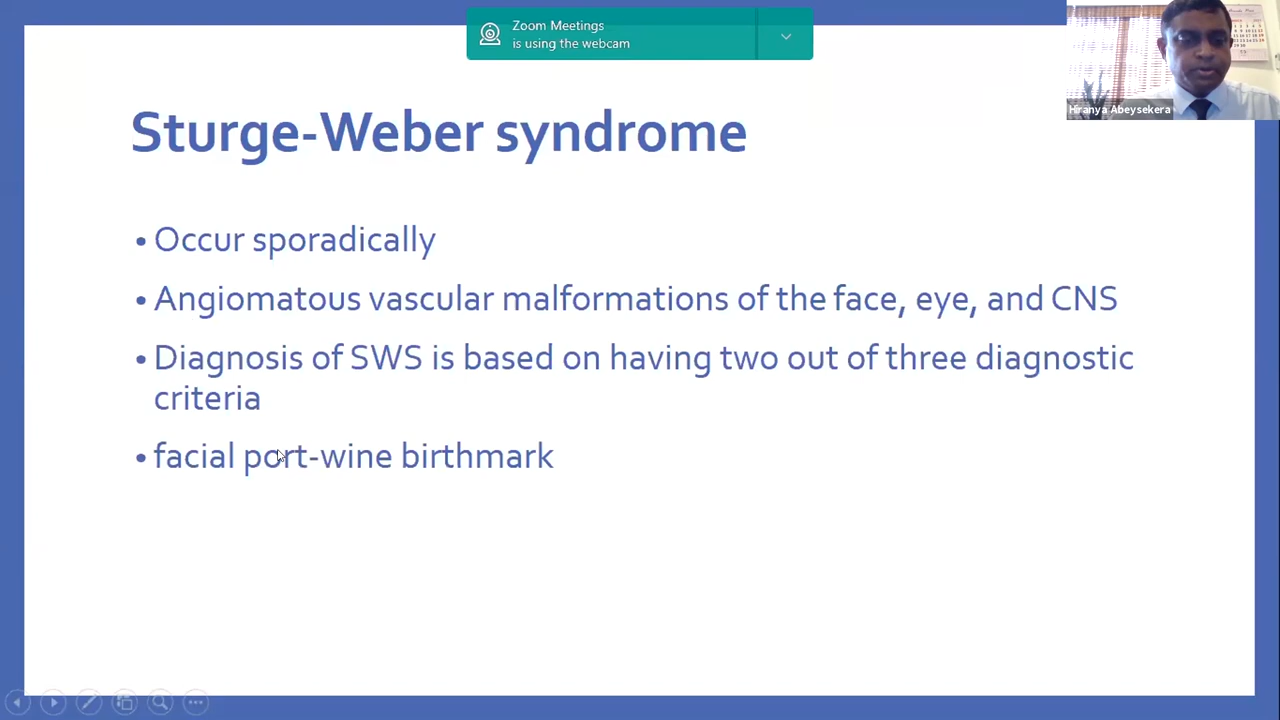 Zoom Meetings
is using the webcam
Hiranya Abeysekera
Sturge-Weber syndrome
• Occur sporadically
• Angiomatous vascular malformations of the face, eye, and CNS
• Diagnosis of SWS is based on having two out of three diagnostic
criteria
• facial port-wine birthmark